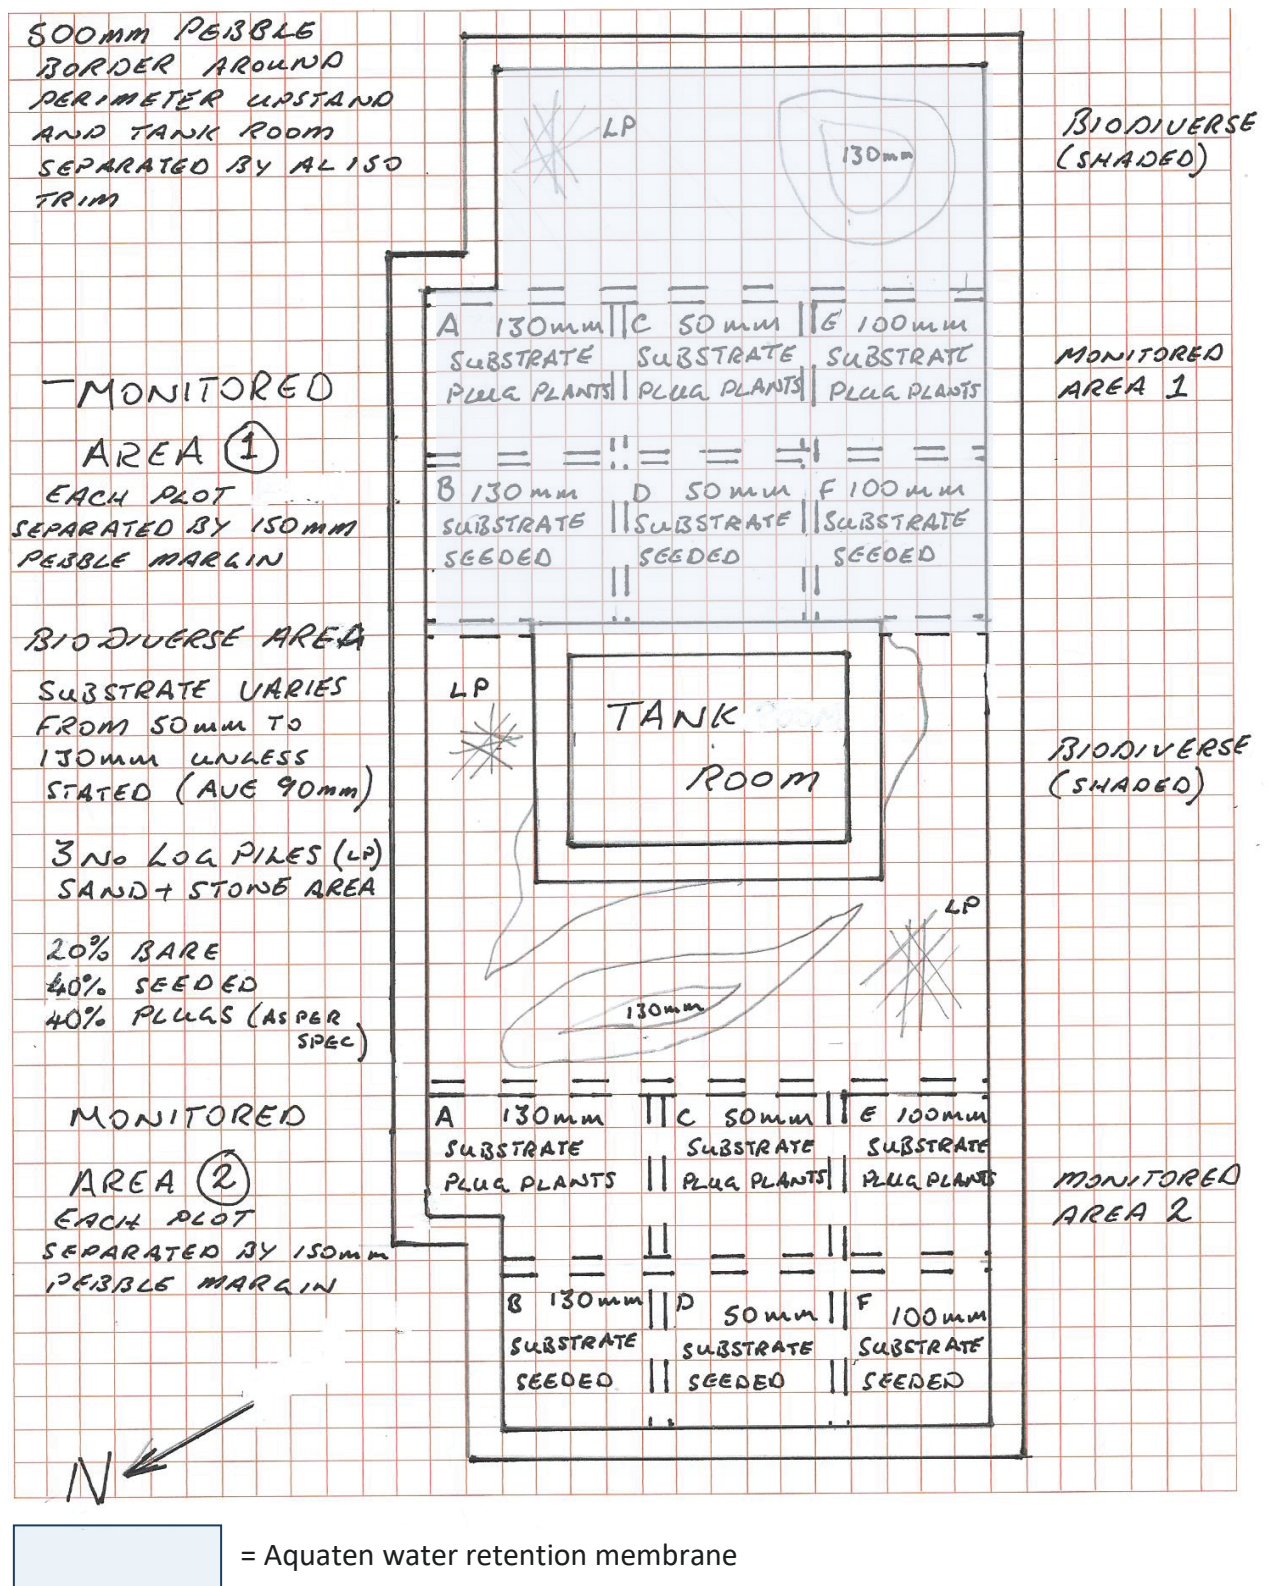 500mm PEBBLE
BORDER AROUND
PERIMETER UPSTAND
AND TANK ROOM
SEPARATED BY AL 150
TRIM
LP
130mm
BIODIVERSE
(SHADED)
A 130mm
SUBSTRATE
PLUG PLANTS
C 50mm
SUBSTRATE
PLUG PLANTS
E 100mm
SUBSTRATE
PLUG PLANTS
MONITORED
AREA 1
MONITORED
AREA 1
EACH PLOT
SEPARATED BY 150mm
PEBBLE MARGIN
B 130mm
SUBSTRATE
SEEDED
D 50mm
SUBSTRATE
SEEDED
F 100mm
SUBSTRATE
SEEDED
BIODIVERSE AREA
SUBSTRATE VARIES
FROM 50mm TO
130mm UNLESS
STATED (AVE 90mm)
3 No LOG PILES (LP)
SAND + STONE AREA
20% BARE
40% SEEDED
40% PLUGS (AS PER
SPEC)
LP
TANK
ROOM
BIODIVERSE
(SHADED)
LP
130mm
MONITORED
AREA 2
EACH PLOT
SEPARATED BY 150mm
PEBBLE MARGIN
A 130mm
SUBSTRATE
PLUG PLANTS
C 50mm
SUBSTRATE
PLUG PLANTS
E 100mm
SUBSTRATE
PLUG PLANTS
MONITORED
AREA 2
B 130mm
SUBSTRATE
SEEDED
D 50mm
SUBSTRATE
SEEDED
F 100mm
SUBSTRATE
SEEDED
N
= Aquaten water retention membrane